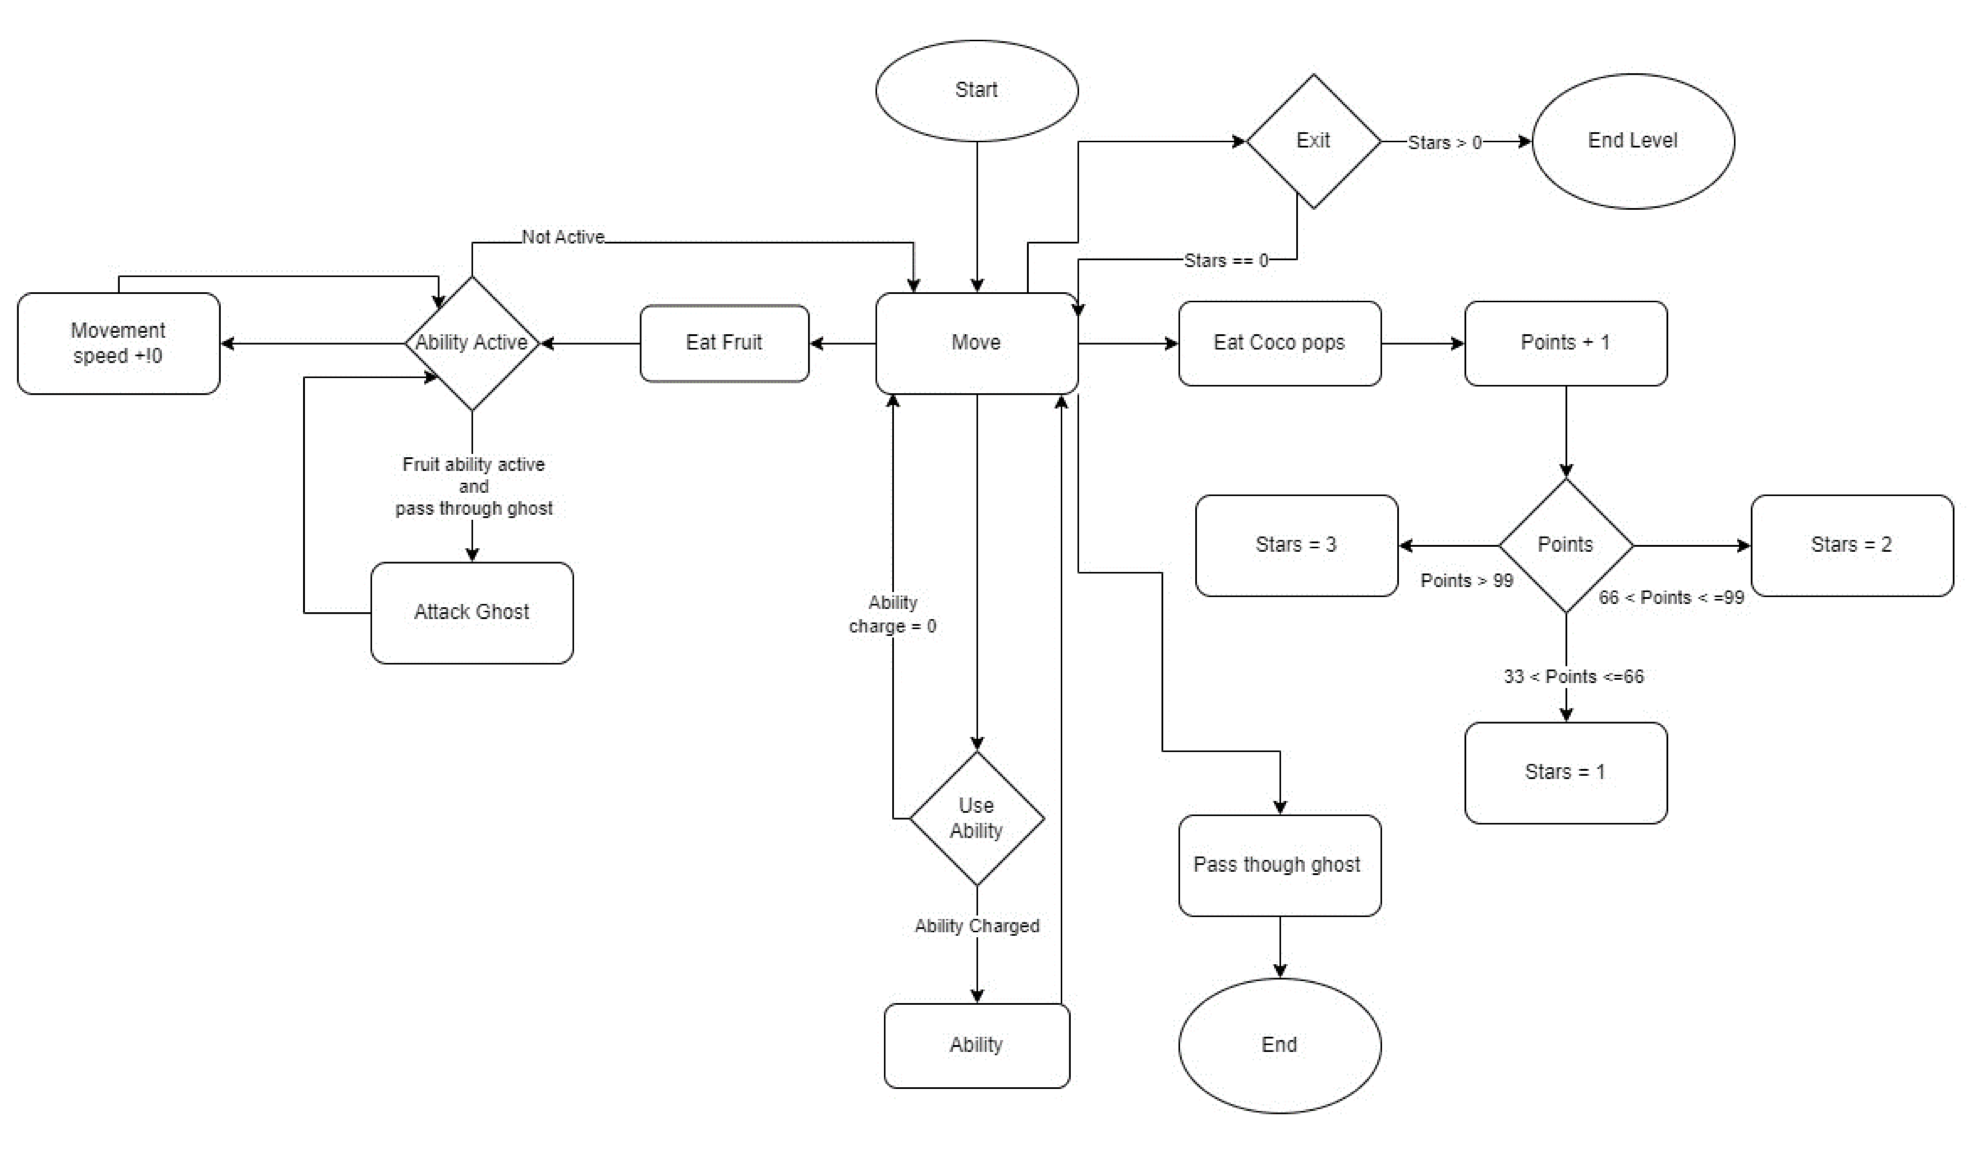 Start
Exit
Stars > 0
End Level
Not Active
Stars == 0
Movement
speed +!0
Ability Active
Eat Fruit
Move
Eat Coco pops
Points + 1
Fruit ability active
and
pass through ghost
Attack Ghost
Stars = 3
Points
Stars = 2
Points > 99
66 < Points < =99
Ability
charge = 0
33 < Points <=66
Stars = 1
Use
Ability
Pass though ghost
Ability Charged
Ability
End